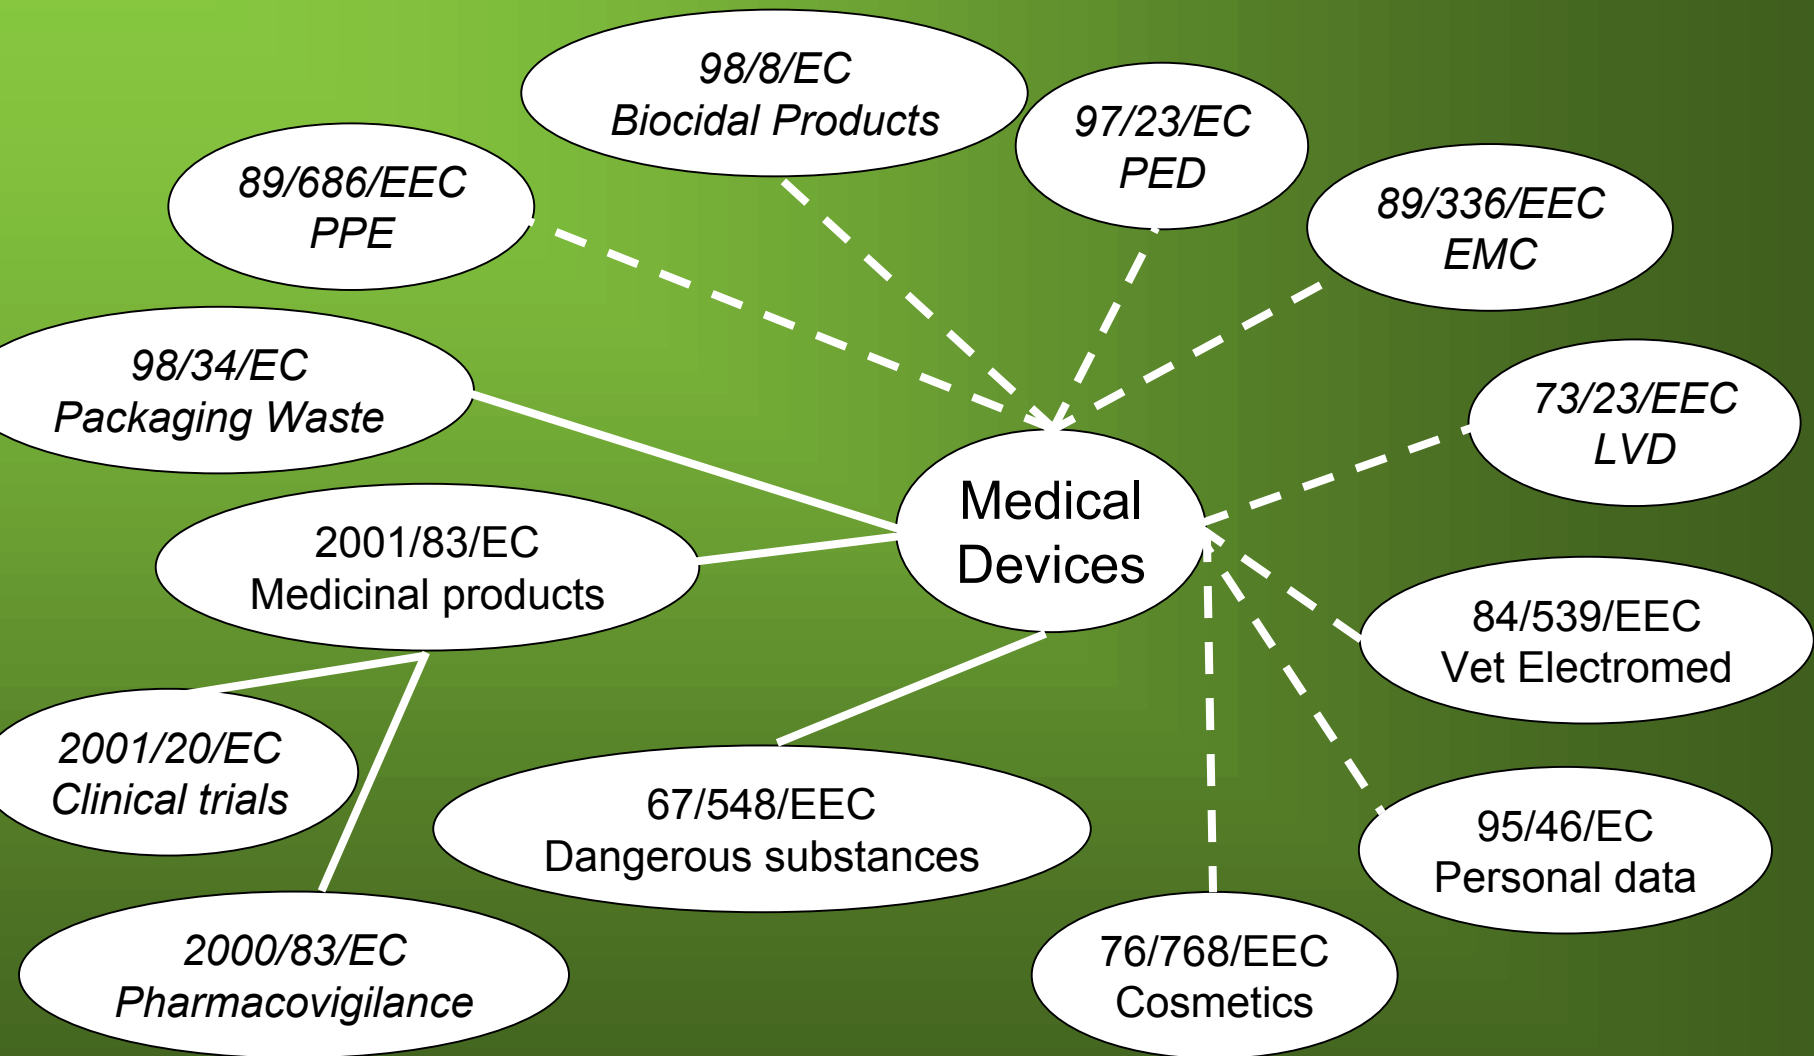 98/8/EC
Biocidal Products
97/23/EC
PED
89/686/EEC
PPE
89/336/EEC
EMC
98/34/EC
Packaging Waste
73/23/EEC
LVD
Medical
Devices
2001/83/EC
Medicinal products
84/539/EEC
Vet Electromed
2001/20/EC
Clinical trials
67/548/EEC
Dangerous substances
95/46/EC
Personal data
2000/83/EC
Pharmacovigilance
76/768/EEC
Cosmetics